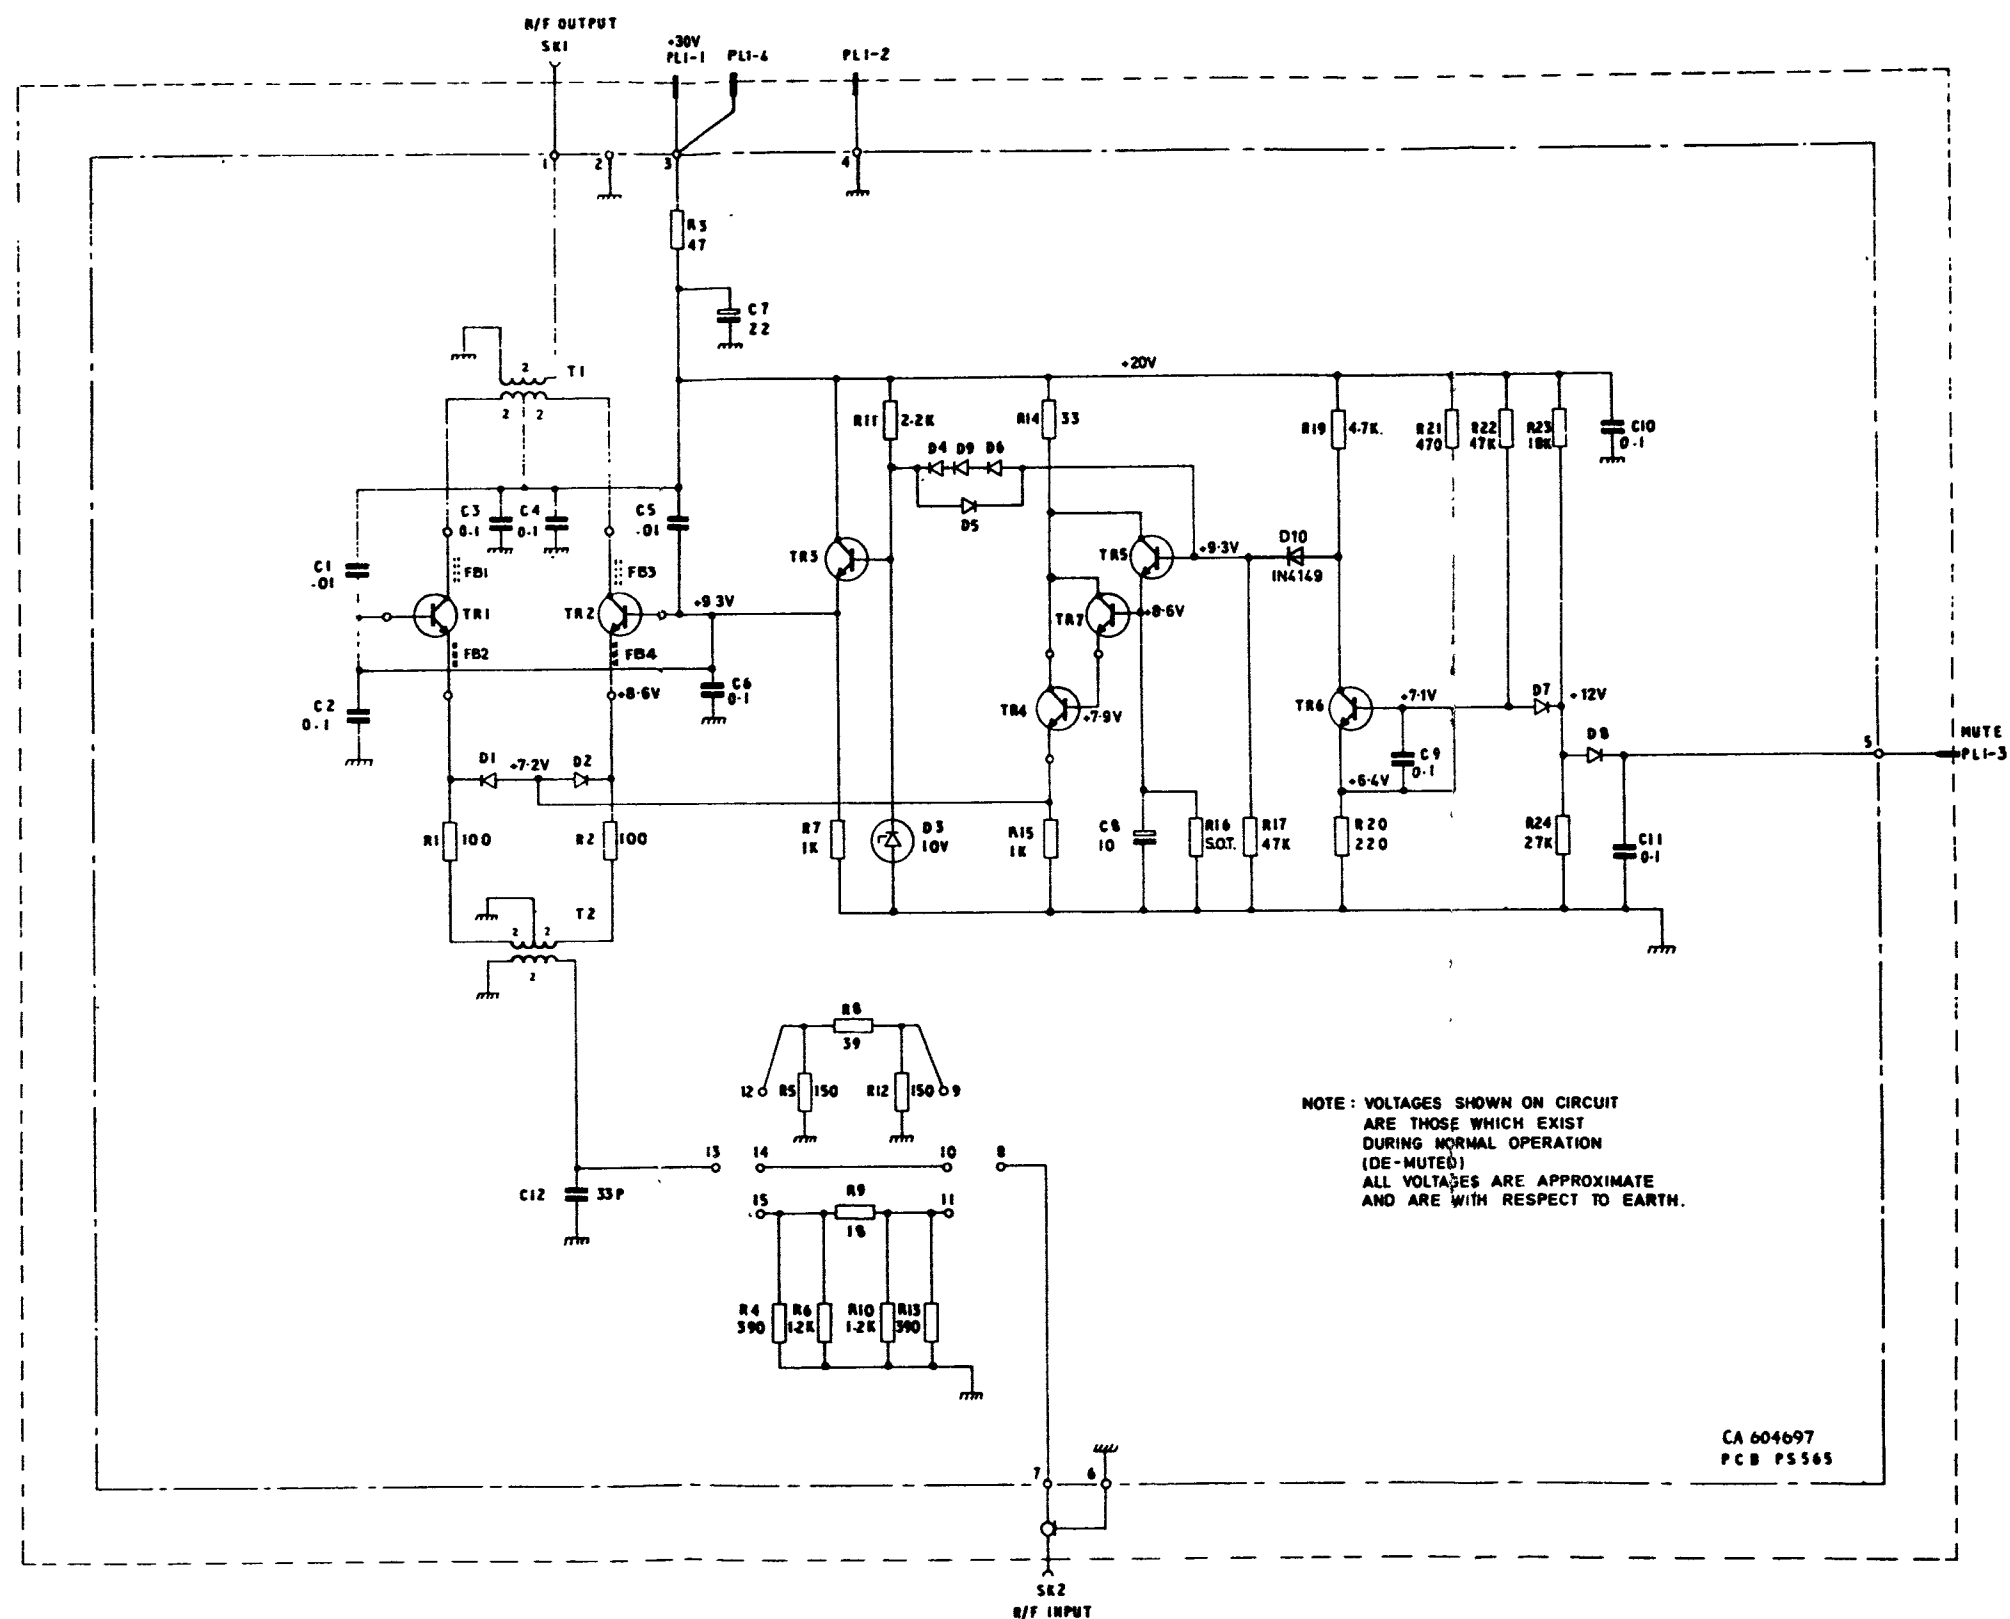 R/F OUTPUT
SK1
+30V
PL1-1
PL1-4
PL1-2
1
2
3
4
R3
47
C7
22
2
T1
2
2
+20V
R11
2.2K
R14
33
R19
4.7K.
R21
470
R22
47K
R23
18K
C10
0.1
D4
D9
D6
D5
C3
0.1
C4
0.1
C5
.01
C1
.01
FB1
FB3
TR3
TR5
+9.3V
D10
IN4149
TR1
TR2
+9.3V
TR7
+8.6V
FB2
FB4
C2
0.1
+8.6V
C6
0.1
TR4
+7.9V
TR6
+7.1V
D7
+12V
D8
5
MUTE
PL1-3
C9
0.1
+6.4V
D1
+7.2V
D2
R1
100
R2
100
R7
1K
D3
10V
R15
1K
C8
10
R16
S.O.T.
R17
47K
R20
220
R24
27K
C11
0.1
T2
2
2
2
R8
39
12
R5
150
R12
150
9
13
14
10
8
C12
33P
15
R9
18
11
R4
390
R6
1.2K
R10
1.2K
R13
390
NOTE : VOLTAGES SHOWN ON CIRCUIT
ARE THOSE WHICH EXIST
DURING NORMAL OPERATION
(DE-MUTED)
ALL VOLTAGES ARE APPROXIMATE
AND ARE WITH RESPECT TO EARTH.
CA 604697
PCB PS565
7
6
SK2
R/F INPUT